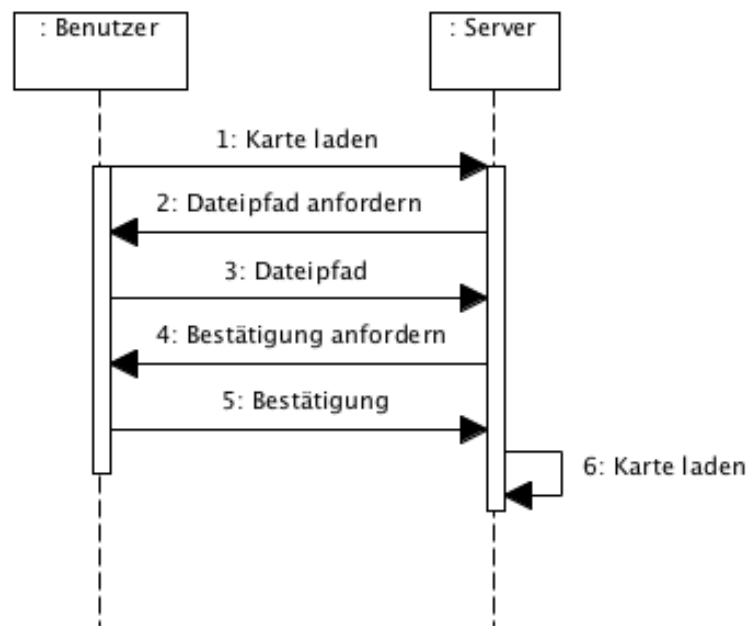 : Benutzer
: Server
1: Karte laden
2: Dateipfad anfordern
3: Dateipfad
4: Bestätigung anfordern
5: Bestätigung
6: Karte laden